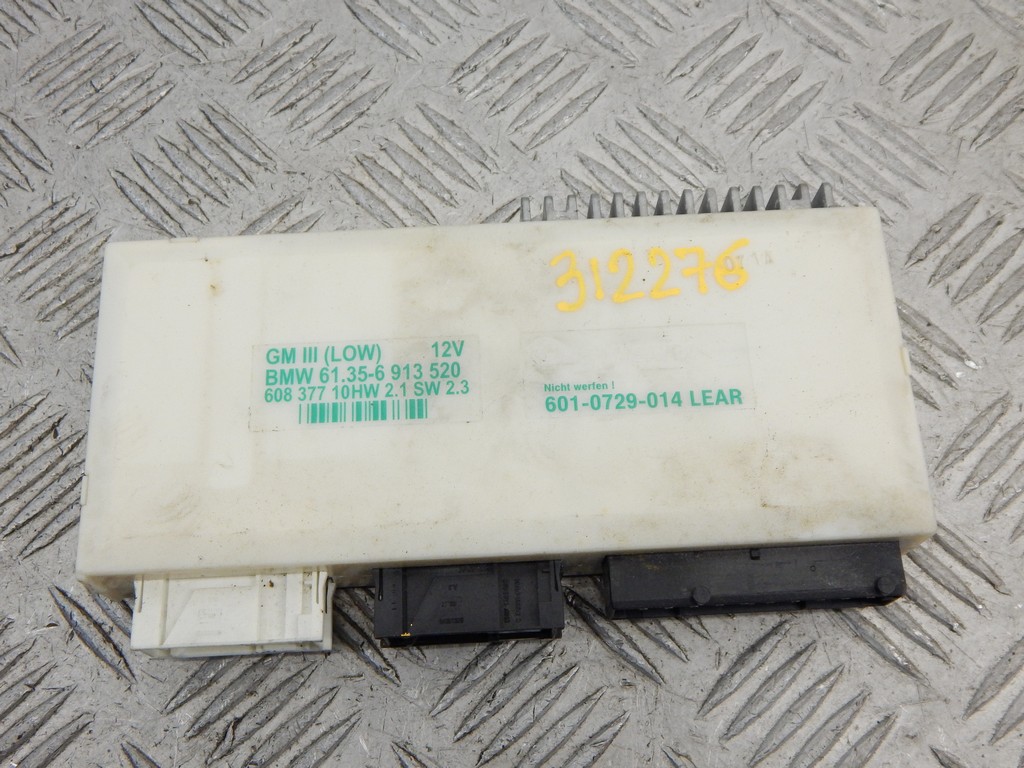 312276
GM III (LOW) 12V
BMW 61.35-6 913 520
608 377 10HW 2.1 SW 2.3
Nicht werfen !
601-0729-014 LEAR